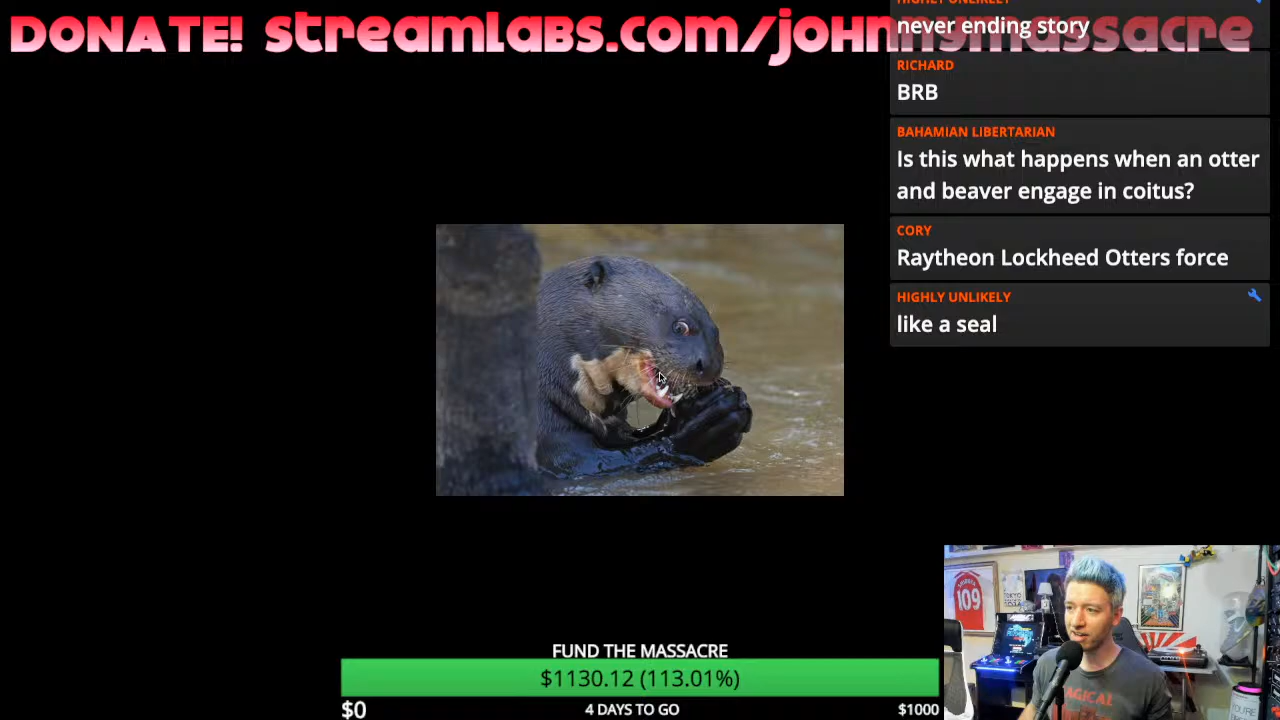 DONATE! streamlabs.com/johnnymassacre
never ending story
RICHARD
BRB
BAHAMIAN LIBERTARIAN
Is this what happens when an otter
and beaver engage in coitus?
CORY
Raytheon Lockheed Otters force
HIGHLY UNLIKELY
like a seal
109
FUND THE MASSACRE
$1130.12 (113.01%)
$0
4 DAYS TO GO
$1000